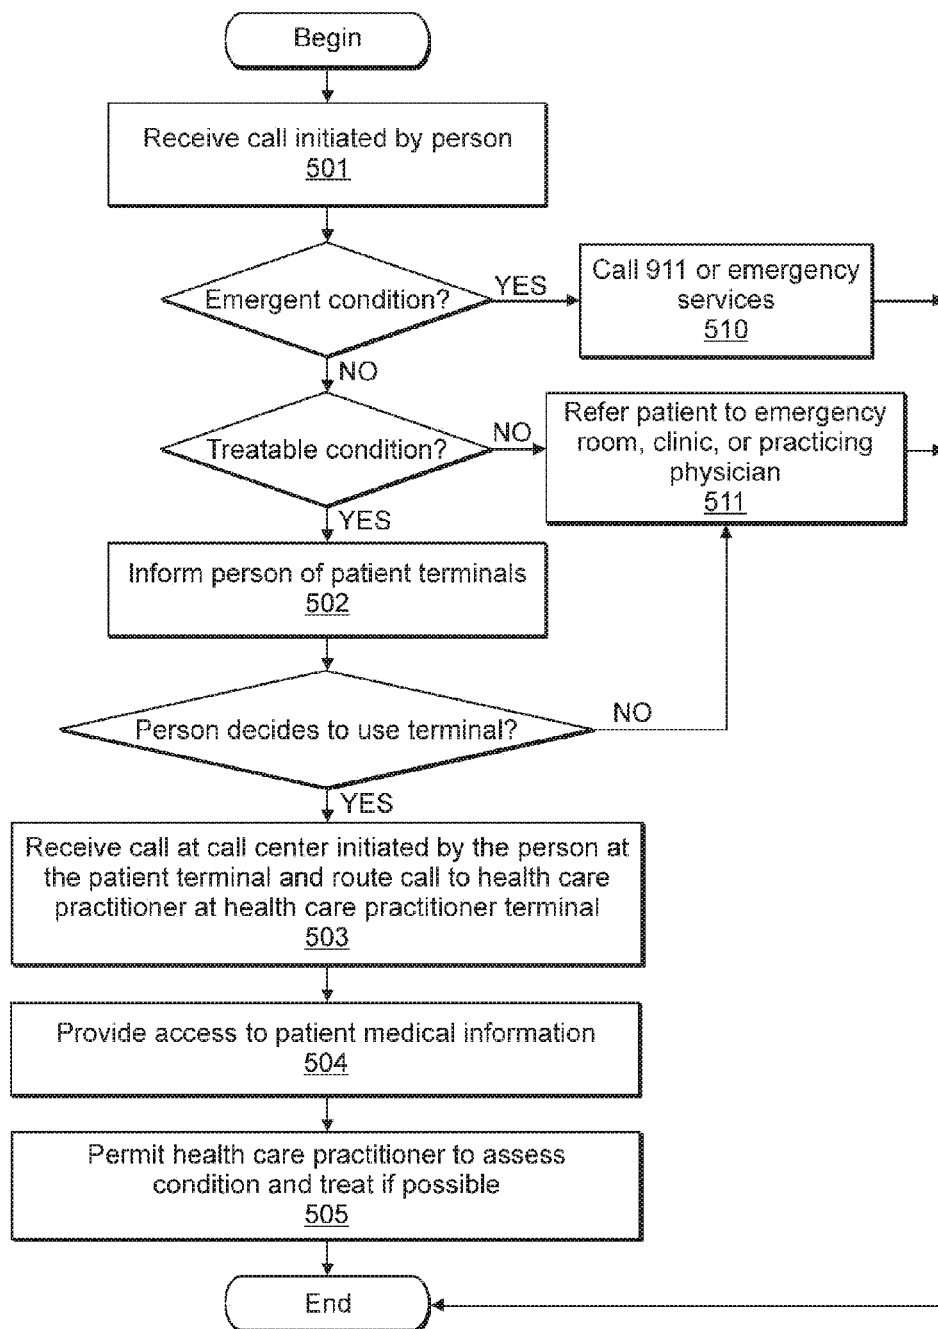 Begin
Receive call initiated by person
501
Emergent condition?
YES
Call 911 or emergency
services
510
NO
Treatable condition?
NO
Refer patient to emergency
room, clinic, or practicing
physician
511
YES
Inform person of patient terminals
502
Person decides to use terminal?
NO
YES
Receive call at call center initiated by the person at
the patient terminal and route call to health care
practitioner at health care practitioner terminal
503
Provide access to patient medical information
504
Permit health care practitioner to assess
condition and treat if possible
505
End